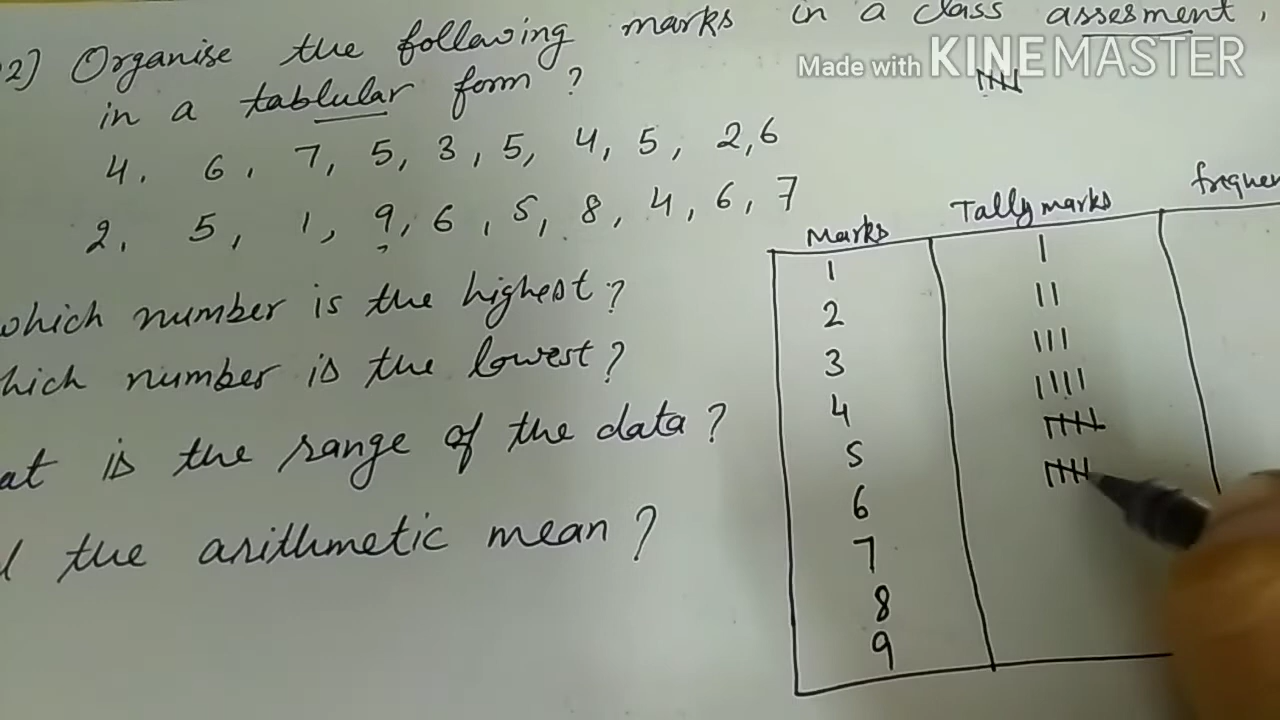 2) Organise the following marks in a class assesment,
in a tablular form ?
4, 6, 7, 5, 3, 5, 4, 5, 2, 6
2, 5, 1, 9, 6, 5, 8, 4, 6, 7
which number is the highest?
hich number is the lowest?
at is the range of the data?
the arithmetic mean?
Made with KINEMASTER
Marks Tally marks frequen
1 |
2 ||
3 |||
4 ||||
5
6
7
8
9